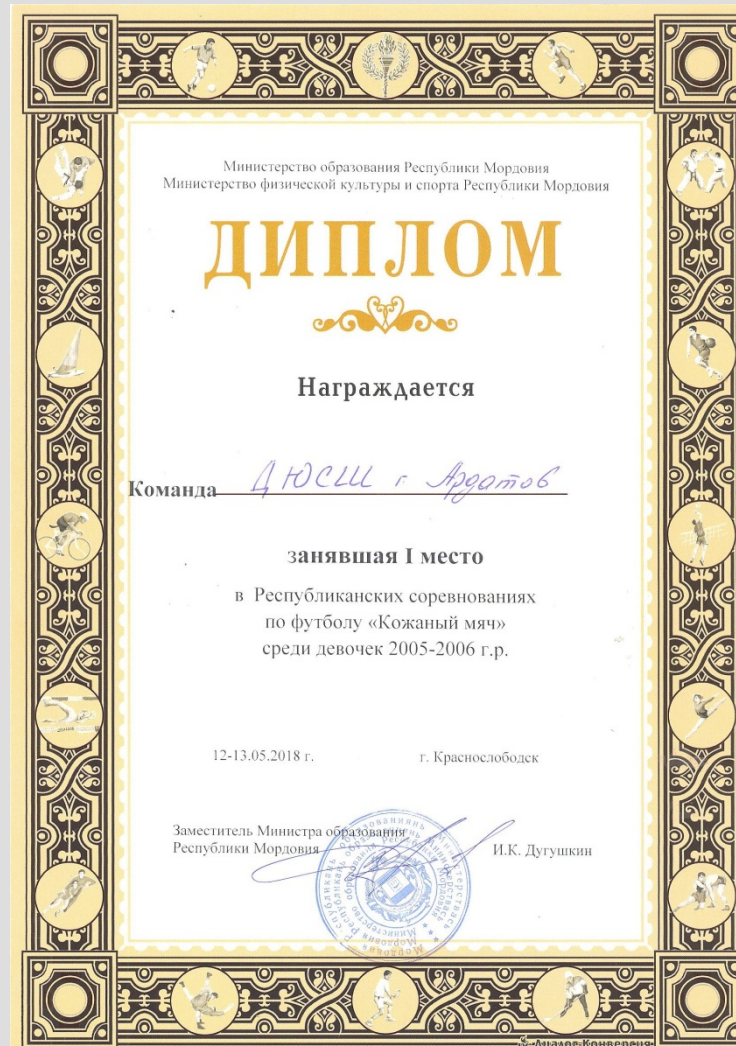 Министерство образования Республики Мордовия
Министерство физической культуры и спорта Республики Мордовия
ДИПЛОМ
Награждается
Команда ДЮСШ г Ардатов
занявшая I место
в Республиканских соревнованиях
по футболу «Кожаный мяч»
среди девочек 2005-2006 г.р.
12-13.05.2018 г. г. Краснослободск
Заместитель Министра образования
Республики Мордовия И.К. Дугушкин